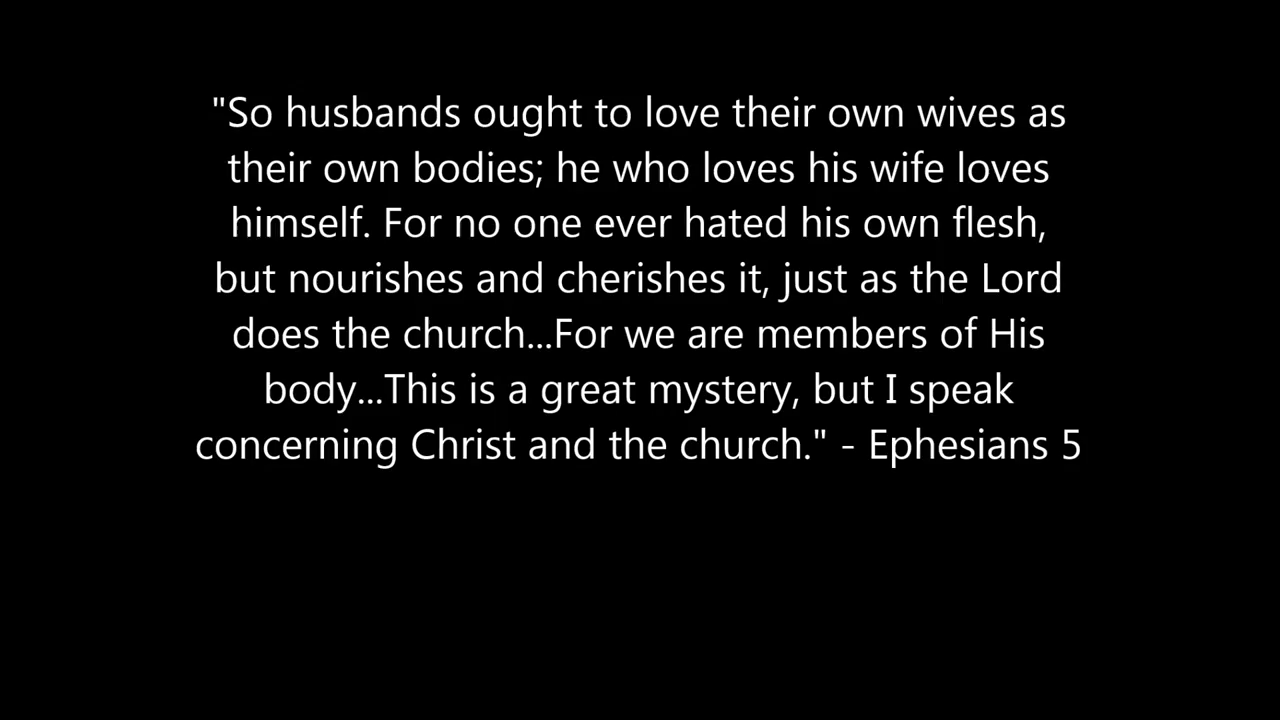 "So husbands ought to love their own wives as
their own bodies; he who loves his wife loves
himself. For no one ever hated his own flesh,
but nourishes and cherishes it, just as the Lord
does the church...For we are members of His
body...This is a great mystery, but I speak
concerning Christ and the church." - Ephesians 5